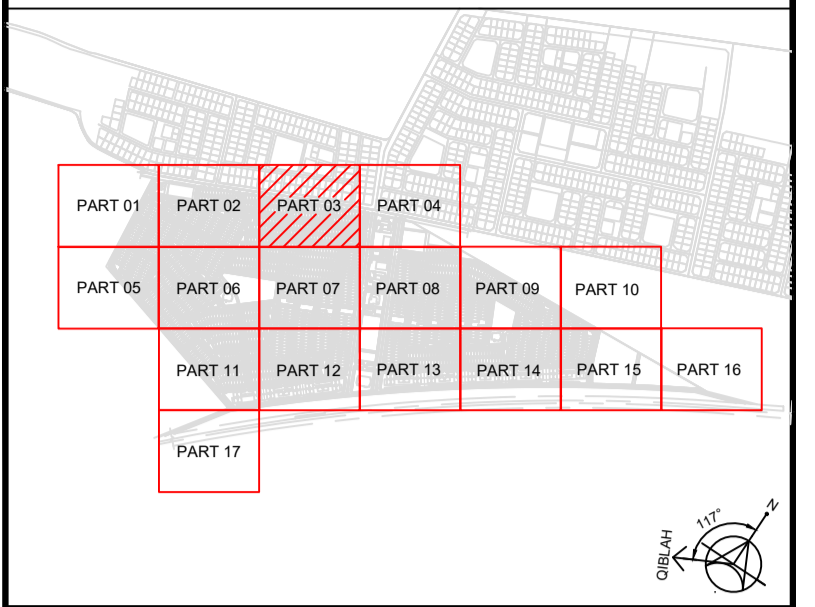 PART 01
PART 02
PART 03
PART 04
PART 05
PART 06
PART 07
PART 08
PART 09
PART 10
PART 11
PART 12
PART 13
PART 14
PART 15
PART 16
PART 17
117°
N
QIBLAH